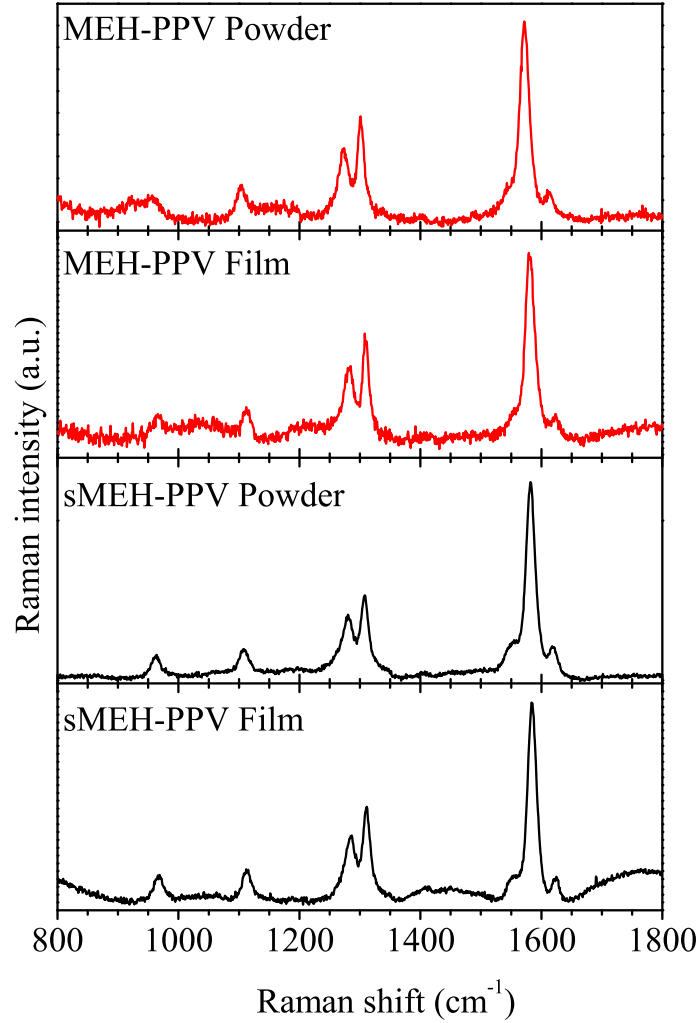 MEH-PPV Powder
MEH-PPV Film
sMEH-PPV Powder
sMEH-PPV Film
Raman intensity (a.u.)
800 1000 1200 1400 1600 1800
Raman shift (cm⁻¹)